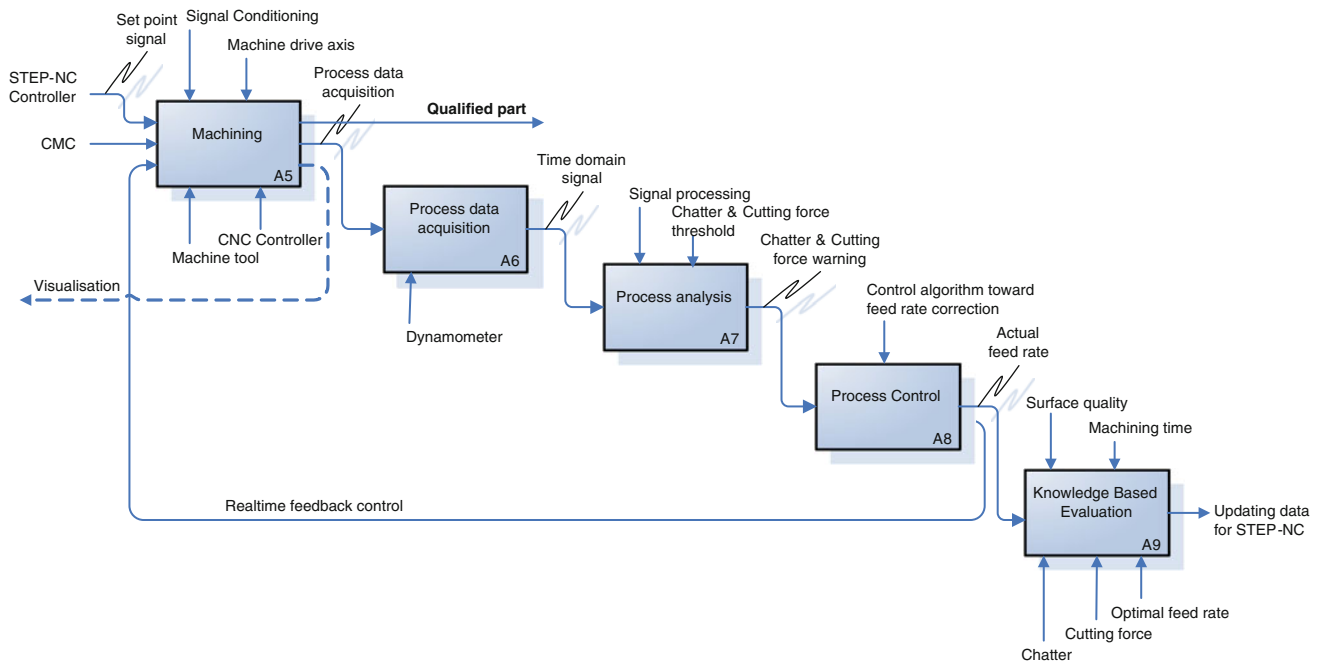 Set point
signal
Signal Conditioning
Machine drive axis
Process data
acquisition
STEP-NC
Controller
CMC
Machining
A5
Qualified part
CNC Controller
Machine tool
Visualisation
Process data
acquisition
A6
Dynamometer
Time domain
signal
Signal processing
Chatter & Cutting force
threshold
Process analysis
A7
Chatter & Cutting
force warning
Control algorithm toward
feed rate correction
Process Control
A8
Actual
feed rate
Realtime feedback control
Surface quality
Machining time
Knowledge Based
Evaluation
A9
Updating data
for STEP-NC
Optimal feed rate
Cutting force
Chatter